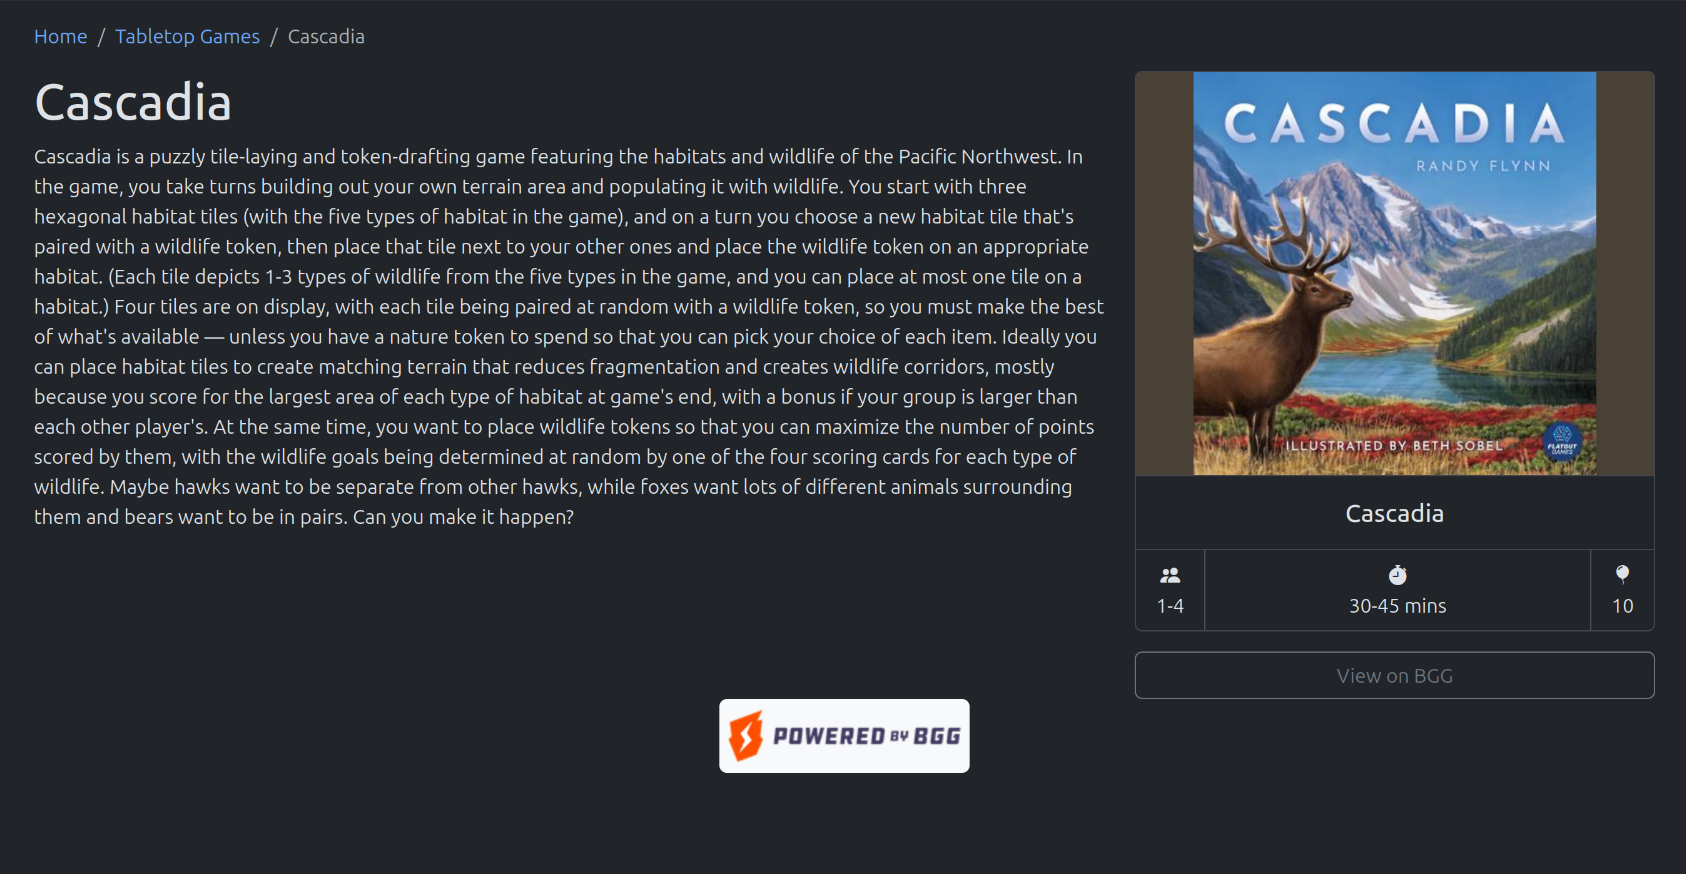 Home / Tabletop Games / Cascadia
Cascadia
Cascadia is a puzzly tile-laying and token-drafting game featuring the habitats and wildlife of the Pacific Northwest. In
the game, you take turns building out your own terrain area and populating it with wildlife. You start with three
hexagonal habitat tiles (with the five types of habitat in the game), and on a turn you choose a new habitat tile that's
paired with a wildlife token, then place that tile next to your other ones and place the wildlife token on an appropriate
habitat. (Each tile depicts 1-3 types of wildlife from the five types in the game, and you can place at most one tile on a
habitat.) Four tiles are on display, with each tile being paired at random with a wildlife token, so you must make the best
of what's available — unless you have a nature token to spend so that you can pick your choice of each item. Ideally you
can place habitat tiles to create matching terrain that reduces fragmentation and creates wildlife corridors, mostly
because you score for the largest area of each type of habitat at game's end, with a bonus if your group is larger than
each other player's. At the same time, you want to place wildlife tokens so that you can maximize the number of points
scored by them, with the wildlife goals being determined at random by one of the four scoring cards for each type of
wildlife. Maybe hawks want to be separate from other hawks, while foxes want lots of different animals surrounding
them and bears want to be in pairs. Can you make it happen?
CASCADIA
RANDY FLYNN
ILLUSTRATED BY BETH SOBEL
FLATOUT
GAMES
Cascadia
1-4
30-45 mins
10
View on BGG
POWERED BY BGG